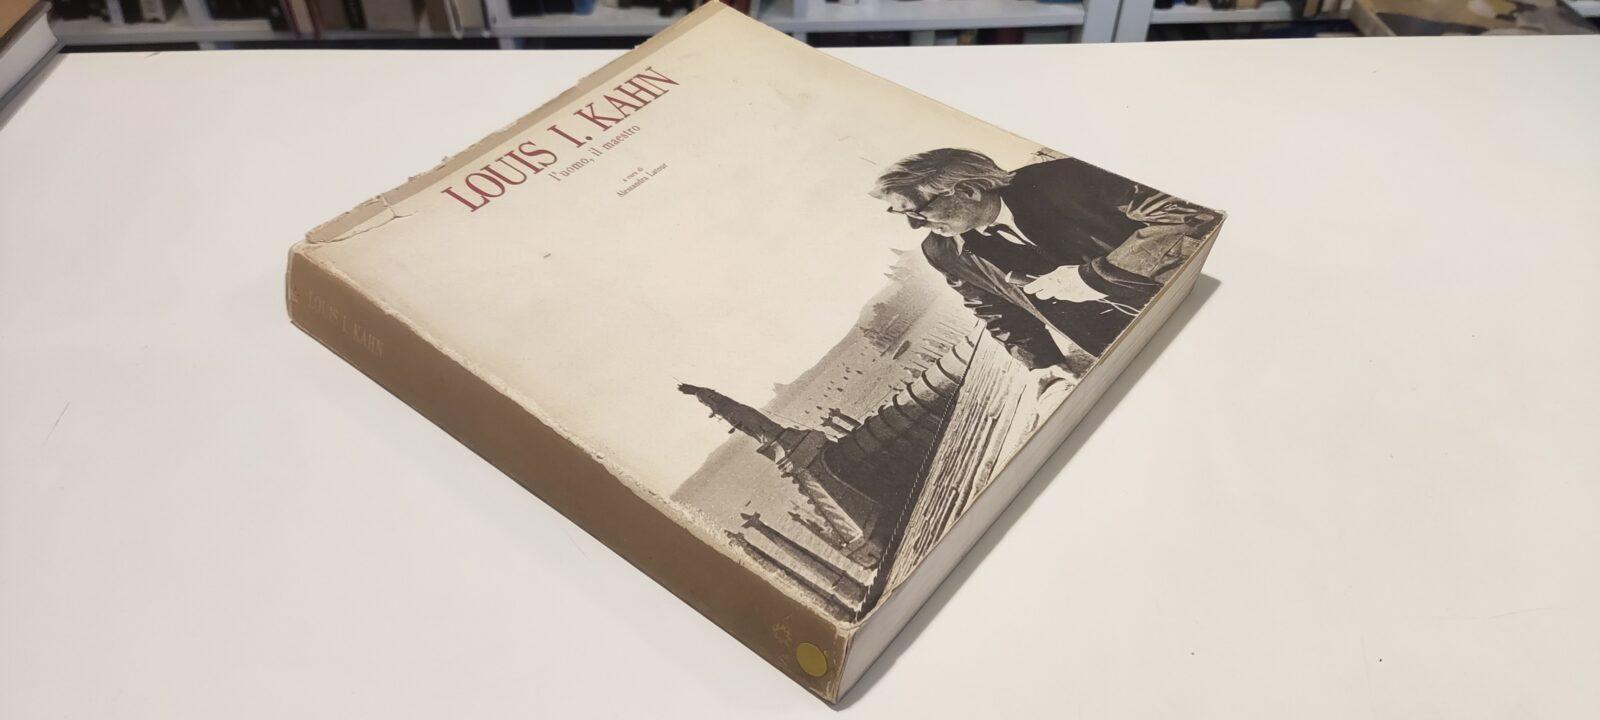 LOUIS I. KAHN
l'uomo, il maestro
a cura di
Alessandra Latour
LOUIS I. KAHN